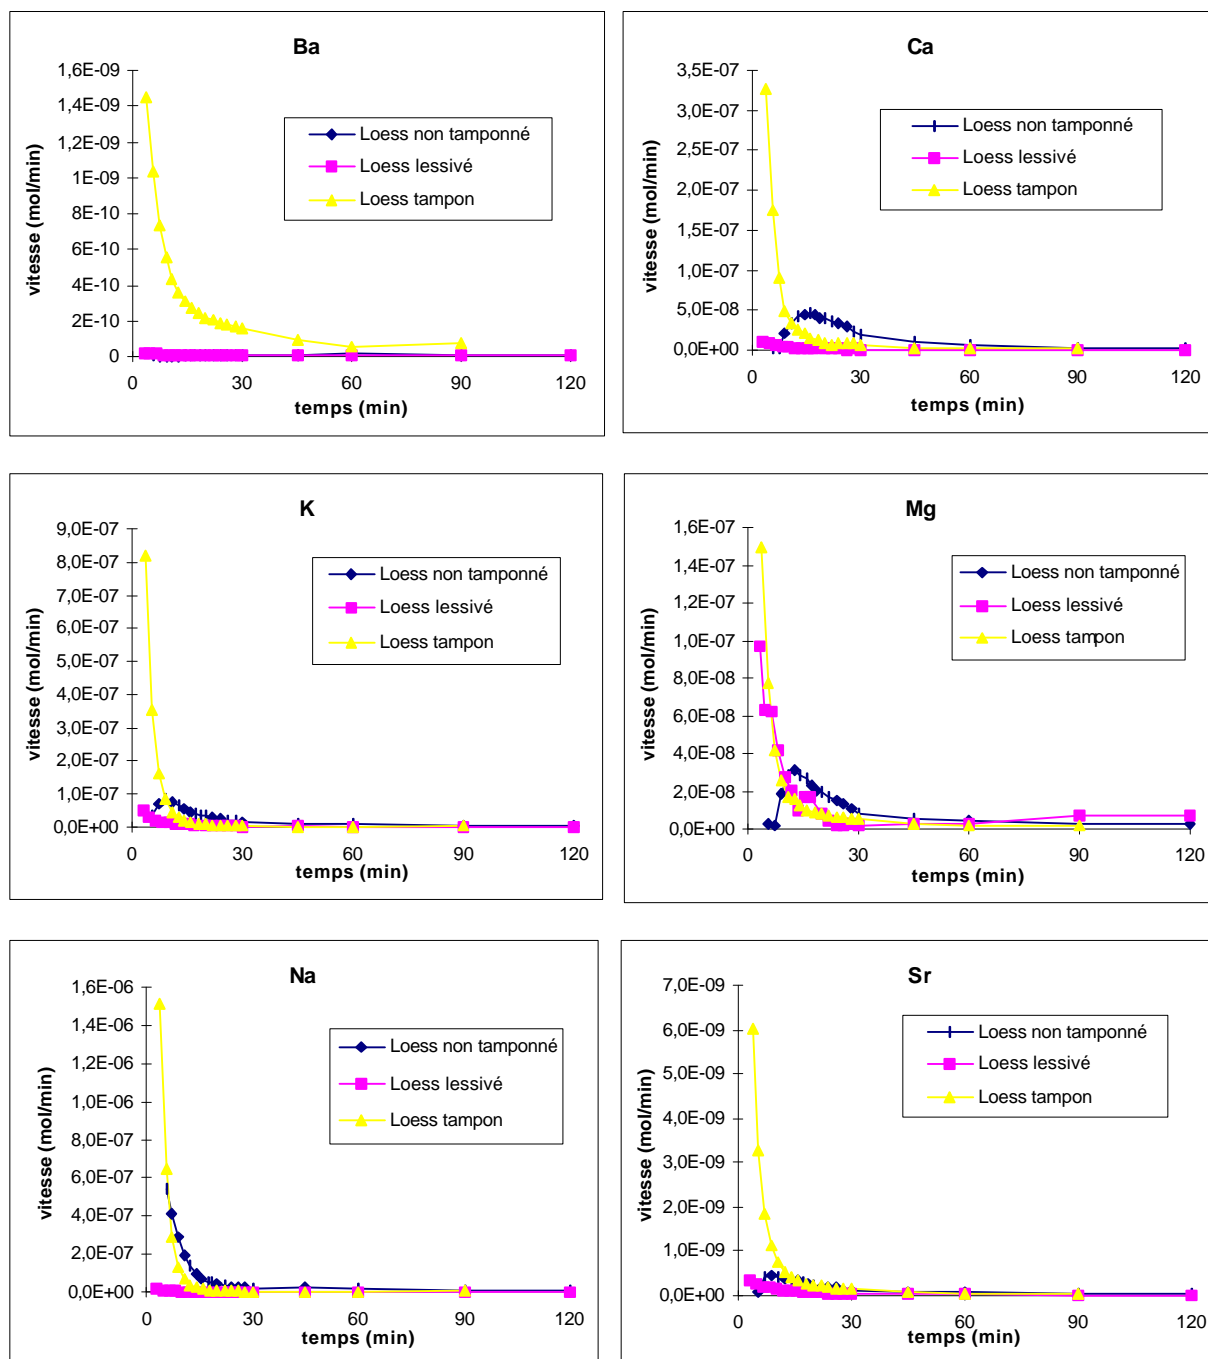 Ba
1,6E-09
1,4E-09
1,2E-09
1E-09
8E-10
6E-10
4E-10
2E-10
0
0 30 60 90 120
vitesse (mol/min)
temps (min)
Loess non tamponné
Loess lessivé
Loess tampon
Ca
3,5E-07
3,0E-07
2,5E-07
2,0E-07
1,5E-07
1,0E-07
5,0E-08
0,0E+00
0 30 60 90 120
vitesse (mol/min)
temps (min)
Loess non tamponné
Loess lessivé
Loess tampon
K
9,0E-07
8,0E-07
7,0E-07
6,0E-07
5,0E-07
4,0E-07
3,0E-07
2,0E-07
1,0E-07
0,0E+00
0 30 60 90 120
vitesse (mol/min)
temps (min)
Loess non tamponné
Loess lessivé
Loess tampon
Mg
1,6E-07
1,4E-07
1,2E-07
1,0E-07
8,0E-08
6,0E-08
4,0E-08
2,0E-08
0,0E+00
0 30 60 90 120
vitesse (mol/min)
temps (min)
Loess non tamponné
Loess lessivé
Loess tampon
Na
1,6E-06
1,4E-06
1,2E-06
1,0E-06
8,0E-07
6,0E-07
4,0E-07
2,0E-07
0,0E+00
0 30 60 90 120
vitesse (mol/min)
temps (min)
Loess non tamponné
Loess lessivé
Loess tampon
Sr
7,0E-09
6,0E-09
5,0E-09
4,0E-09
3,0E-09
2,0E-09
1,0E-09
0,0E+00
0 30 60 90 120
vitesse (mol/min)
temps (min)
Loess non tamponné
Loess lessivé
Loess tampon